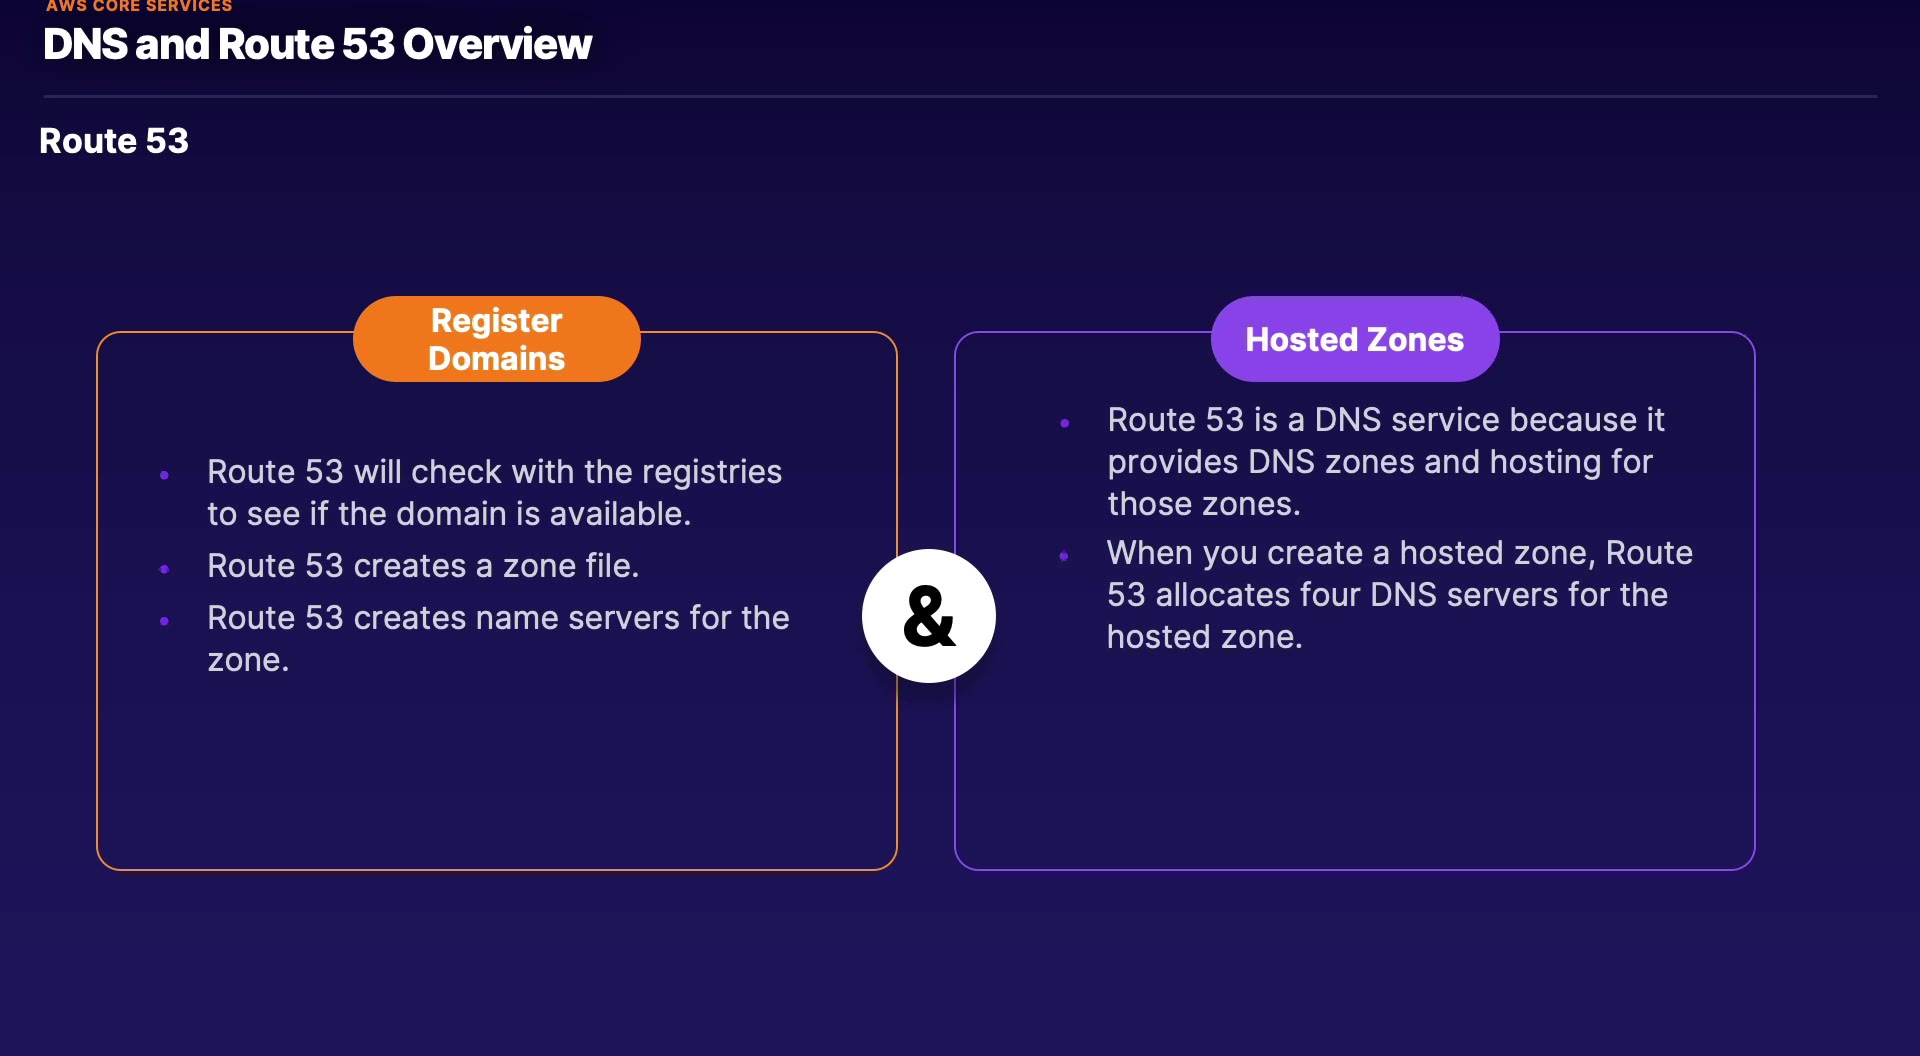 AWS CORE SERVICES
DNS and Route 53 Overview
Route 53
Register
Domains
Route 53 will check with the registries
to see if the domain is available.
Route 53 creates a zone file.
Route 53 creates name servers for the
zone.
&
Hosted Zones
Route 53 is a DNS service because it
provides DNS zones and hosting for
those zones.
When you create a hosted zone, Route
53 allocates four DNS servers for the
hosted zone.